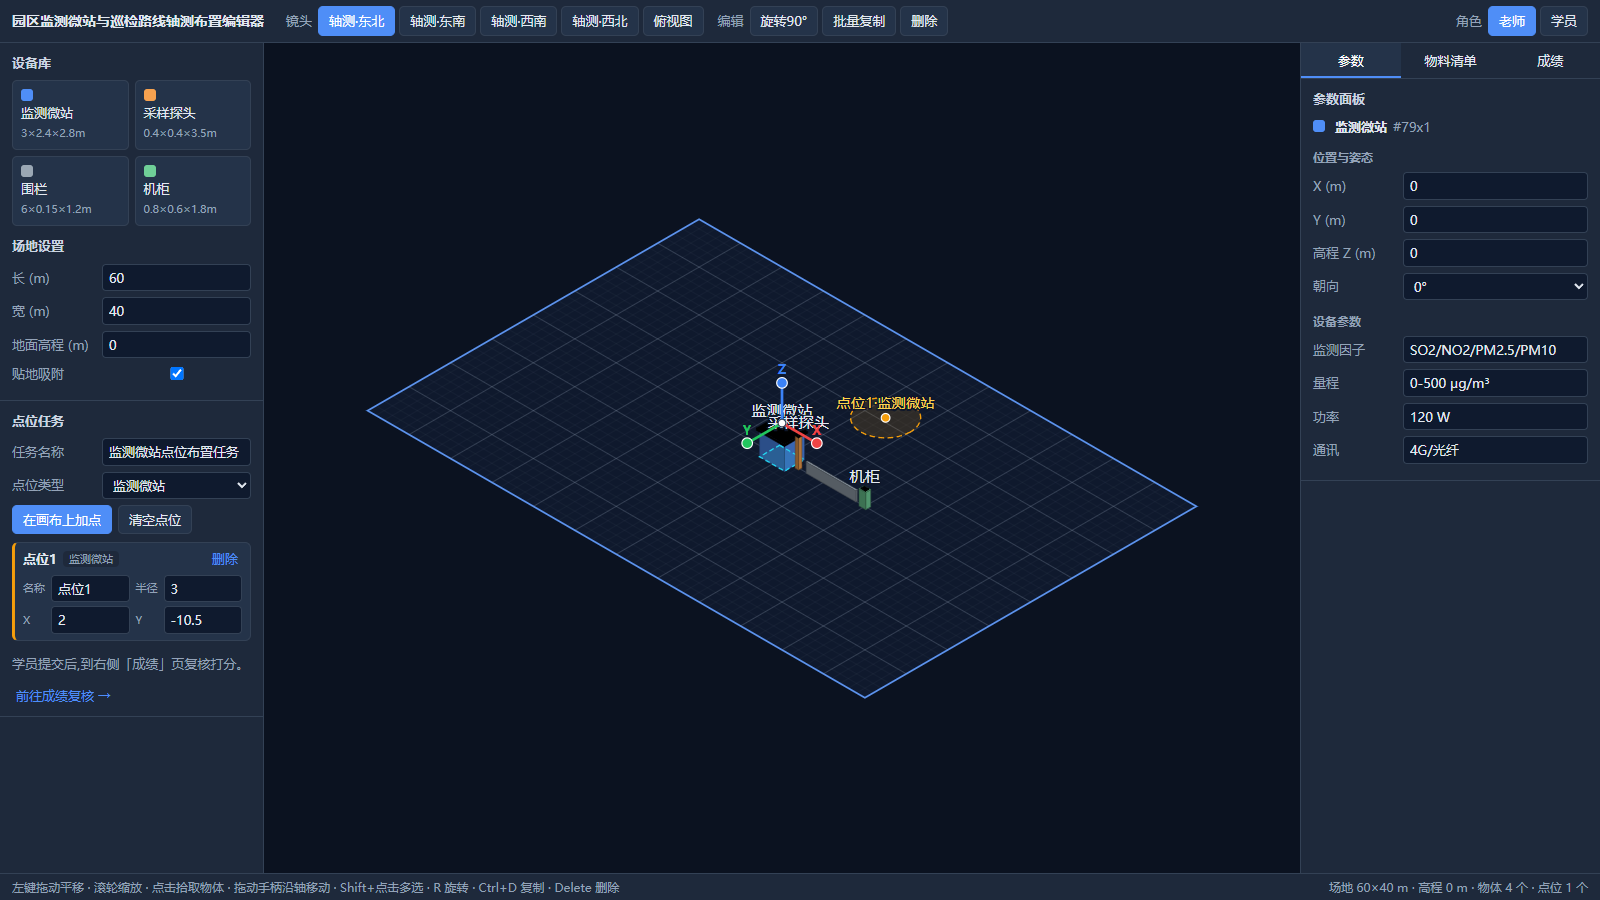 园区监测微站与巡检路线轴测布置编辑器 镜头 轴测·东北 轴测·东南 轴测·西南 轴测·西北 俯视图 编辑 旋转90° 批量复制 删除 角色 老师 学员
设备库
监测微站
3×2.4×2.8m
采样探头
0.4×0.4×3.5m
围栏
6×0.15×1.2m
机柜
0.8×0.6×1.8m
场地设置
长 (m) 60
宽 (m) 40
地面高程 (m) 0
贴地吸附
点位任务
任务名称 监测微站点位布置任务
点位类型 监测微站
在画布上加点 清空点位
点位1 监测微站 删除
名称 点位1 半径 3
X 2 Y -10.5
学员提交后,到右侧「成绩」页复核打分。
前往成绩复核 →
Z
监测微站
采样探头
Y
X
点位1·监测微站
机柜
参数 物料清单 成绩
参数面板
监测微站 #79x1
位置与姿态
X (m) 0
Y (m) 0
高程 Z (m) 0
朝向 0°
设备参数
监测因子 SO2/NO2/PM2.5/PM10
量程 0-500 μg/m³
功率 120 W
通讯 4G/光纤
左键拖动平移 · 滚轮缩放 · 点击拾取物体 · 拖动手柄沿轴移动 · Shift+点击多选 · R 旋转 · Ctrl+D 复制 · Delete 删除
场地 60×40 m · 高程 0 m · 物体 4 个 · 点位 1 个